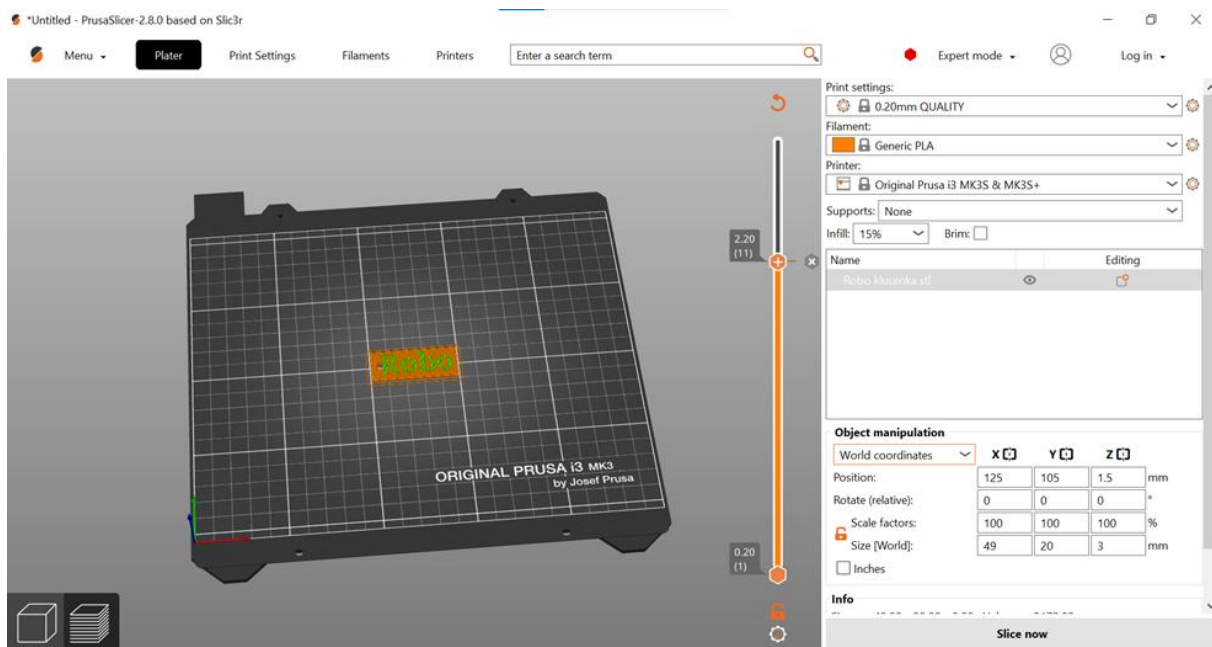 *Untitled - PrusaSlicer-2.8.0 based on Slic3r
Menu Plater Print Settings Filaments Printers Enter a search term Expert mode Log in
Print settings:
0.20mm QUALITY
Filament:
Generic PLA
Printer:
Original Prusa i3 MK3S & MK3S+
Supports: None
Infill: 15% Brim:
Name Editing
Robo klucenka.stl
2.20
(11)
Robo
ORIGINAL PRUSA i3 MK3
by Josef Prusa
0.20
(1)
Object manipulation
World coordinates X Y Z
Position: 125 105 1.5 mm
Rotate (relative): 0 0 0 °
Scale factors: 100 100 100 %
Size [World]: 49 20 3 mm
Inches
Info
Slice now